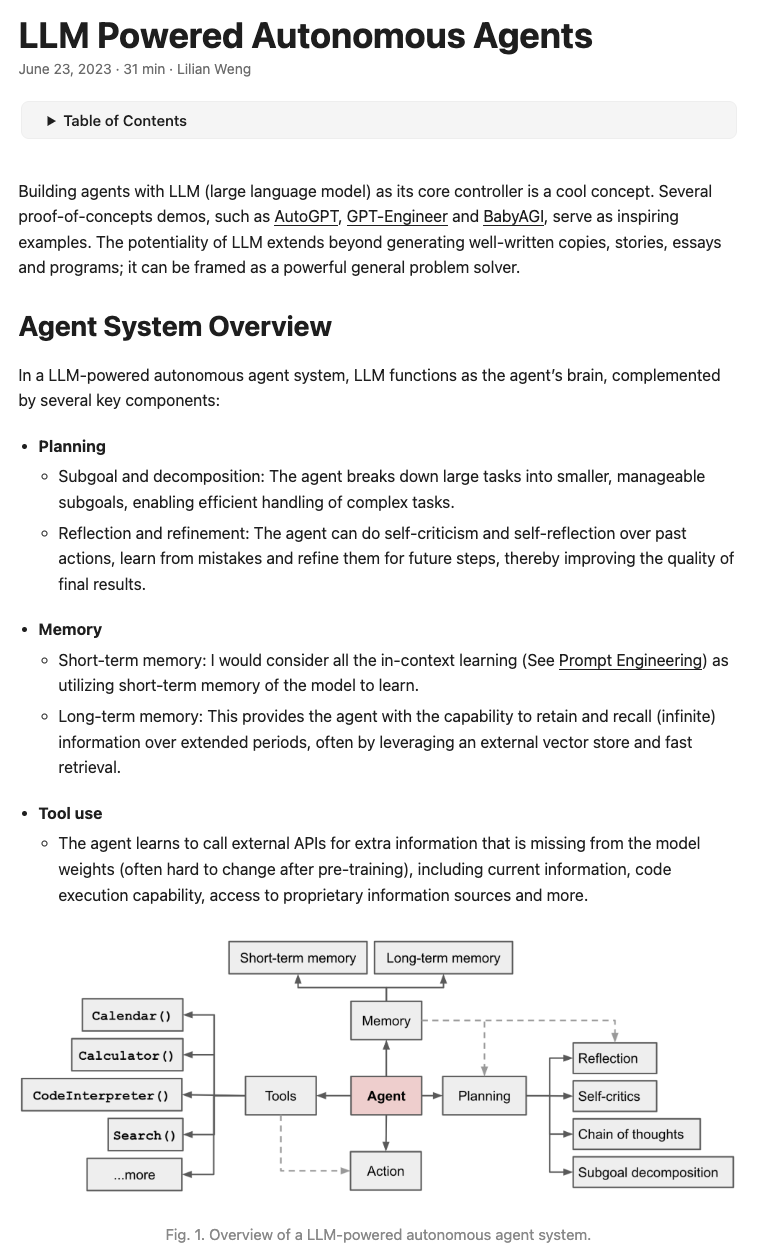 LLM Powered Autonomous Agents
June 23, 2023 · 31 min · Lilian Weng
▶ Table of Contents
Building agents with LLM (large language model) as its core controller is a cool concept. Several
proof-of-concepts demos, such as AutoGPT, GPT-Engineer and BabyAGI, serve as inspiring
examples. The potentiality of LLM extends beyond generating well-written copies, stories, essays
and programs; it can be framed as a powerful general problem solver.
Agent System Overview
In a LLM-powered autonomous agent system, LLM functions as the agent’s brain, complemented
by several key components:
• Planning
◦ Subgoal and decomposition: The agent breaks down large tasks into smaller, manageable
subgoals, enabling efficient handling of complex tasks.
◦ Reflection and refinement: The agent can do self-criticism and self-reflection over past
actions, learn from mistakes and refine them for future steps, thereby improving the quality of
final results.
• Memory
◦ Short-term memory: I would consider all the in-context learning (See Prompt Engineering) as
utilizing short-term memory of the model to learn.
◦ Long-term memory: This provides the agent with the capability to retain and recall (infinite)
information over extended periods, often by leveraging an external vector store and fast
retrieval.
• Tool use
◦ The agent learns to call external APIs for extra information that is missing from the model
weights (often hard to change after pre-training), including current information, code
execution capability, access to proprietary information sources and more.
Short-term memory
Long-term memory
Calendar()
Memory
Calculator()
Reflection
CodeInterpreter()
Tools
Agent
Planning
Self-critics
Search()
Chain of thoughts
...more
Action
Subgoal decomposition
Fig. 1. Overview of a LLM-powered autonomous agent system.